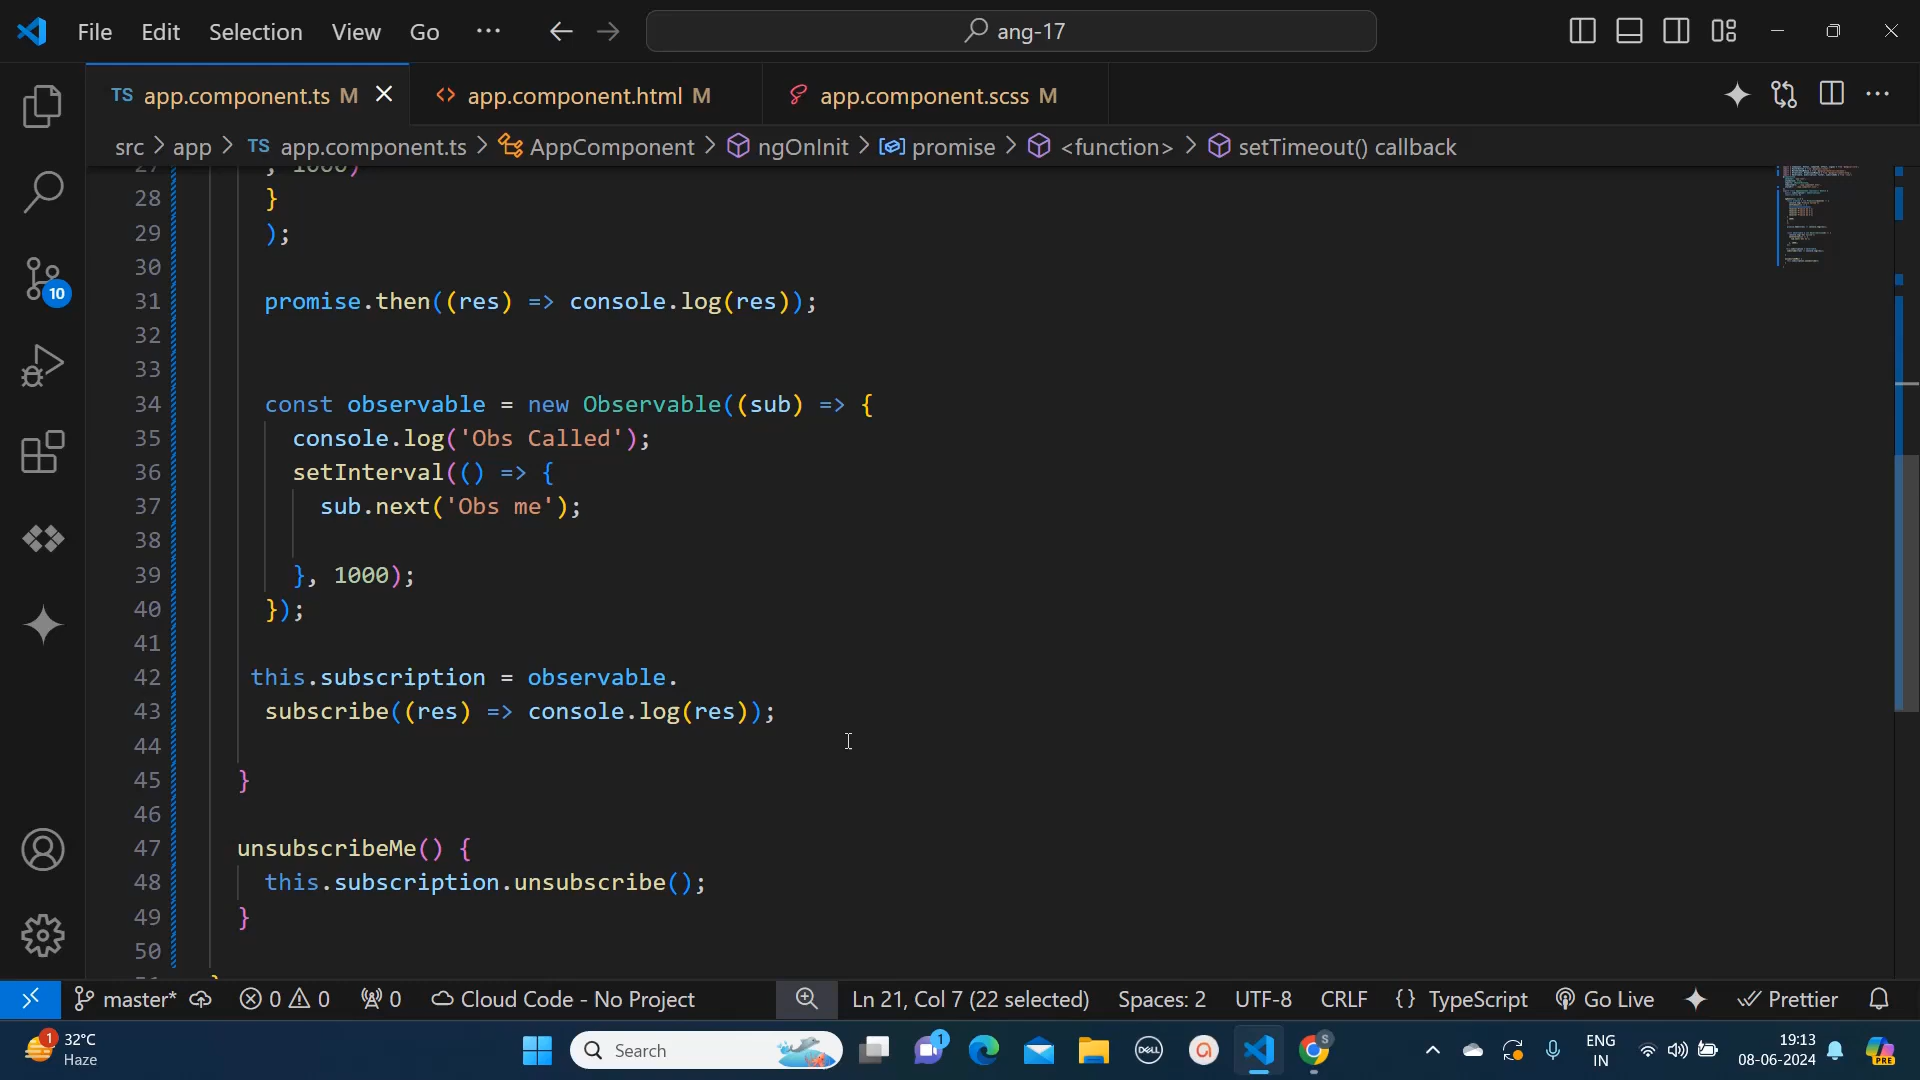 File Edit Selection View Go ··· ang-17
TS app.component.ts M app.component.html M app.component.scss M
src > app > TS app.component.ts > AppComponent > ngOnInit > promise > <function> > setTimeout() callback
27 , 1000)
28 }
29 );
30
31 promise.then((res) => console.log(res));
32
33
34 const observable = new Observable((sub) => {
35 console.log('Obs Called');
36 setInterval(() => {
37 sub.next('Obs me');
38
39 }, 1000);
40 });
41
42 this.subscription = observable.
43 subscribe((res) => console.log(res));
44
45 }
46
47 unsubscribeMe() {
48 this.subscription.unsubscribe();
49 }
50
10
master* 0 0 0 Cloud Code - No Project Ln 21, Col 7 (22 selected) Spaces: 2 UTF-8 CRLF {} TypeScript Go Live Prettier
1 32°C
Haze
Search
1
DELL
a
S
ENG
IN
19:13
08-06-2024
PRE